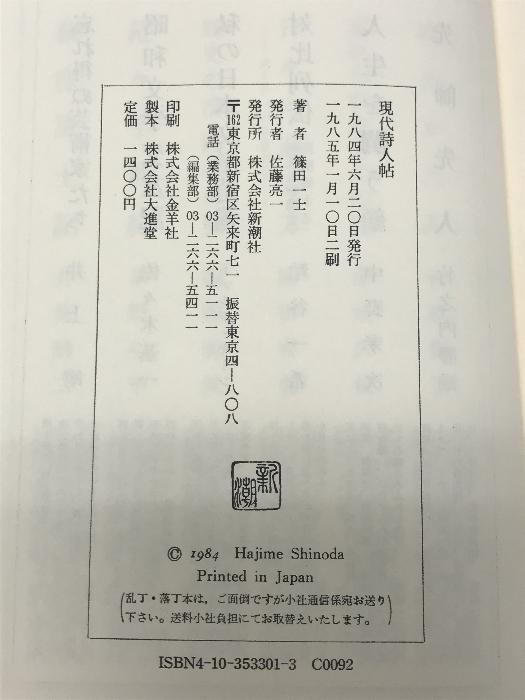 現代詩人帖
一九八四年六月二〇日発行
一九八五年一月一〇日二刷
著者 篠田一士
発行者 佐藤亮一
発行所 株式会社新潮社
〒162東京都新宿区矢来町七一 振替東京四―八〇八
電話(業務部)03―二六六―五一一一
(編集部)03―二六六―五四一一
印刷 株式会社金羊社
製本 株式会社大進堂
定価 一四〇〇円
新潮
© 1984 Hajime Shinoda
Printed in Japan
(乱丁・落丁本は,ご面倒ですが小社通信係宛お送り
下さい。送料小社負担にてお取替えいたします。)
ISBN4-10-353301-3 C0092